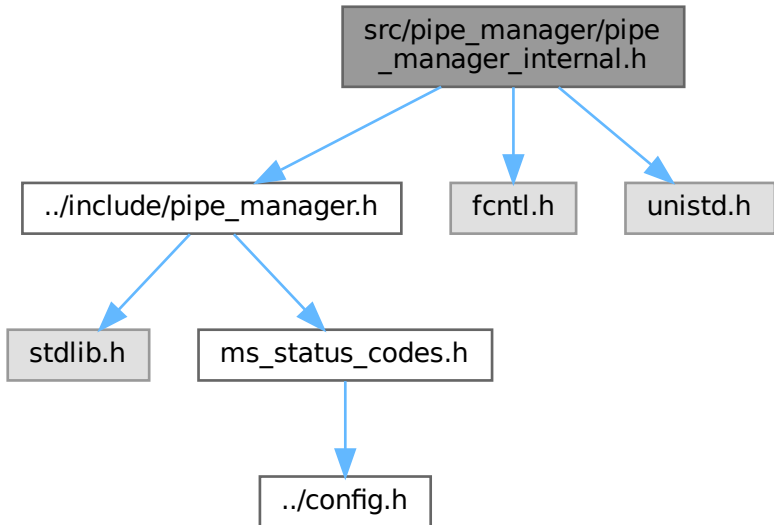 src/pipe_manager/pipe
_manager_internal.h
../include/pipe_manager.h
fcntl.h
unistd.h
stdlib.h
ms_status_codes.h
../config.h